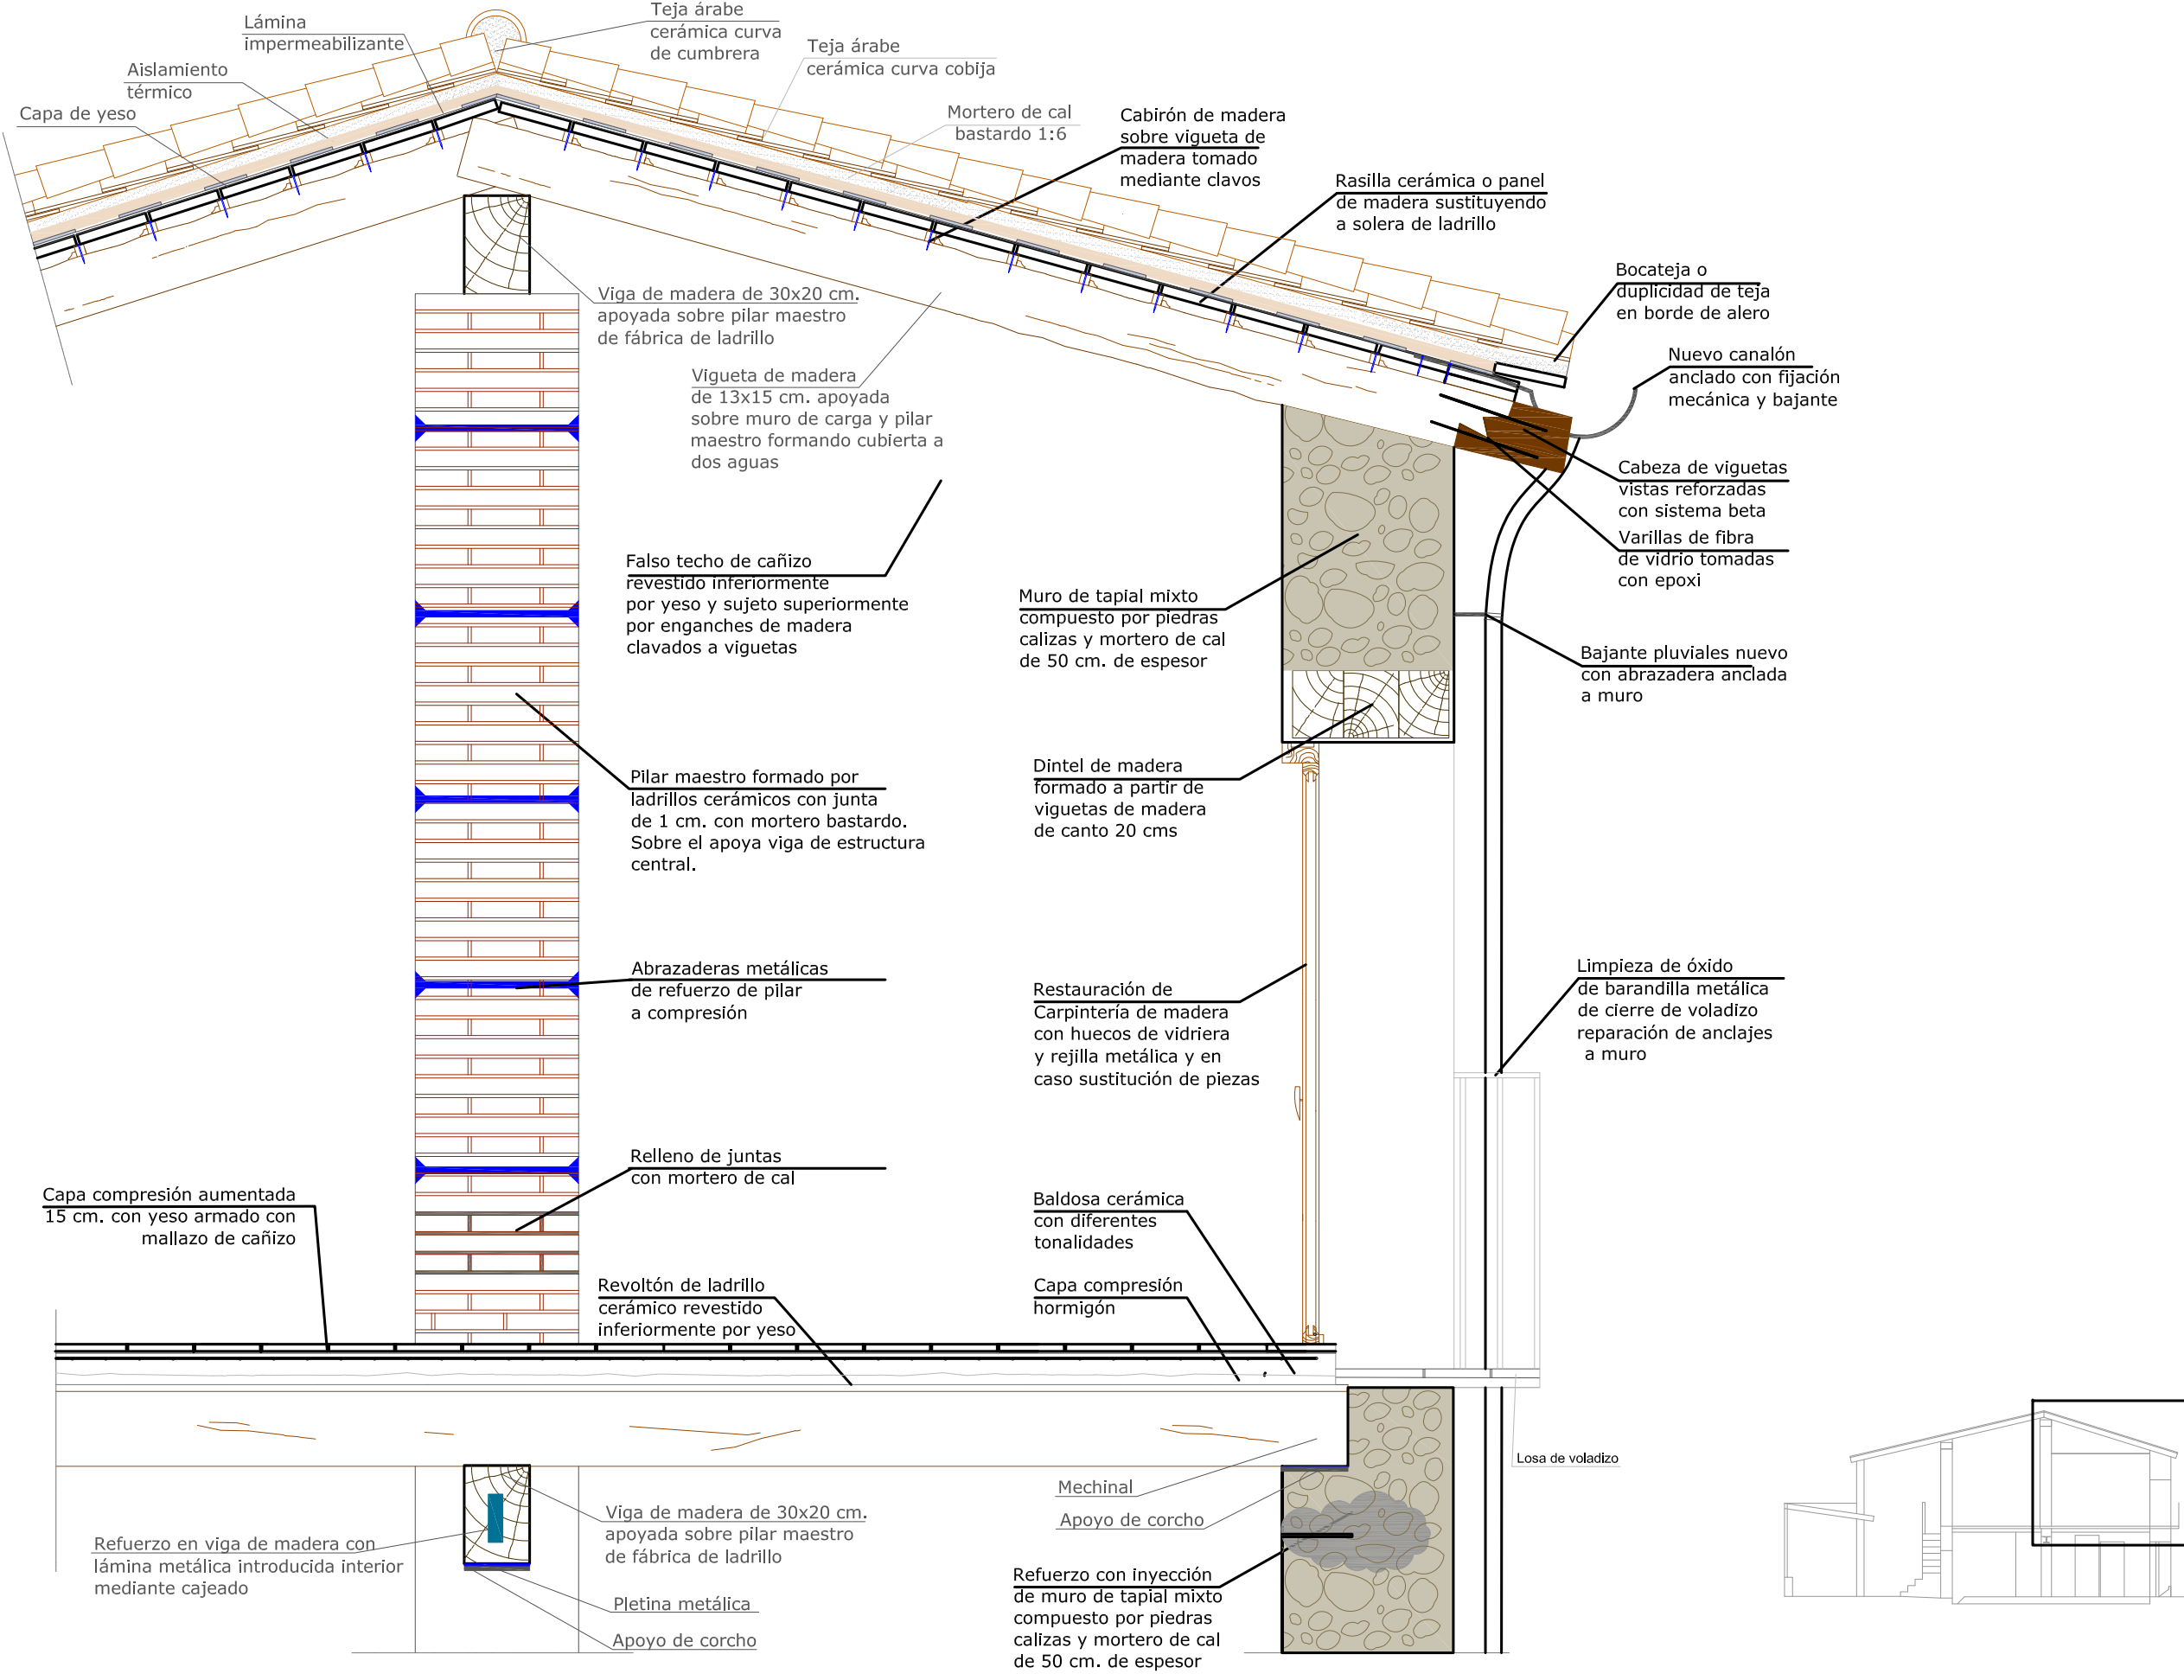 Teja árabe
cerámica curva
de cumbrera
Lámina
impermeabilizante
Teja árabe
cerámica curva cobija
Aislamiento
térmico
Capa de yeso
Mortero de cal
bastardo 1:6
Cabirón de madera
sobre vigueta de
madera tomado
mediante clavos
Rasilla cerámica o panel
de madera sustituyendo
a solera de ladrillo
Bocateja o
duplicidad de teja
en borde de alero
Nuevo canalón
anclado con fijación
mecánica y bajante
Viga de madera de 30x20 cm.
apoyada sobre pilar maestro
de fábrica de ladrillo
Vigueta de madera
de 13x15 cm. apoyada
sobre muro de carga y pilar
maestro formando cubierta a
dos aguas
Cabeza de viguetas
vistas reforzadas
con sistema beta
Varillas de fibra
de vidrio tomadas
con epoxi
Falso techo de cañizo
revestido inferiormente
por yeso y sujeto superiormente
por enganches de madera
clavados a viguetas
Muro de tapial mixto
compuesto por piedras
calizas y mortero de cal
de 50 cm. de espesor
Bajante pluviales nuevo
con abrazadera anclada
a muro
Pilar maestro formado por
ladrillos cerámicos con junta
de 1 cm. con mortero bastardo.
Sobre el apoya viga de estructura
central.
Dintel de madera
formado a partir de
viguetas de madera
de canto 20 cms
Abrazaderas metálicas
de refuerzo de pilar
a compresión
Restauración de
Carpintería de madera
con huecos de vidriera
y rejilla metálica y en
caso sustitución de piezas
Limpieza de óxido
de barandilla metálica
de cierre de voladizo
reparación de anclajes
a muro
Relleno de juntas
con mortero de cal
Capa compresión aumentada
15 cm. con yeso armado con
mallazo de cañizo
Baldosa cerámica
con diferentes
tonalidades
Revoltón de ladrillo
cerámico revestido
inferiormente por yeso
Capa compresión
hormigón
Losa de voladizo
Mechinal
Apoyo de corcho
Viga de madera de 30x20 cm.
apoyada sobre pilar maestro
de fábrica de ladrillo
Refuerzo en viga de madera con
lámina metálica introducida interior
mediante cajeado
Pletina metálica
Apoyo de corcho
Refuerzo con inyección
de muro de tapial mixto
compuesto por piedras
calizas y mortero de cal
de 50 cm. de espesor